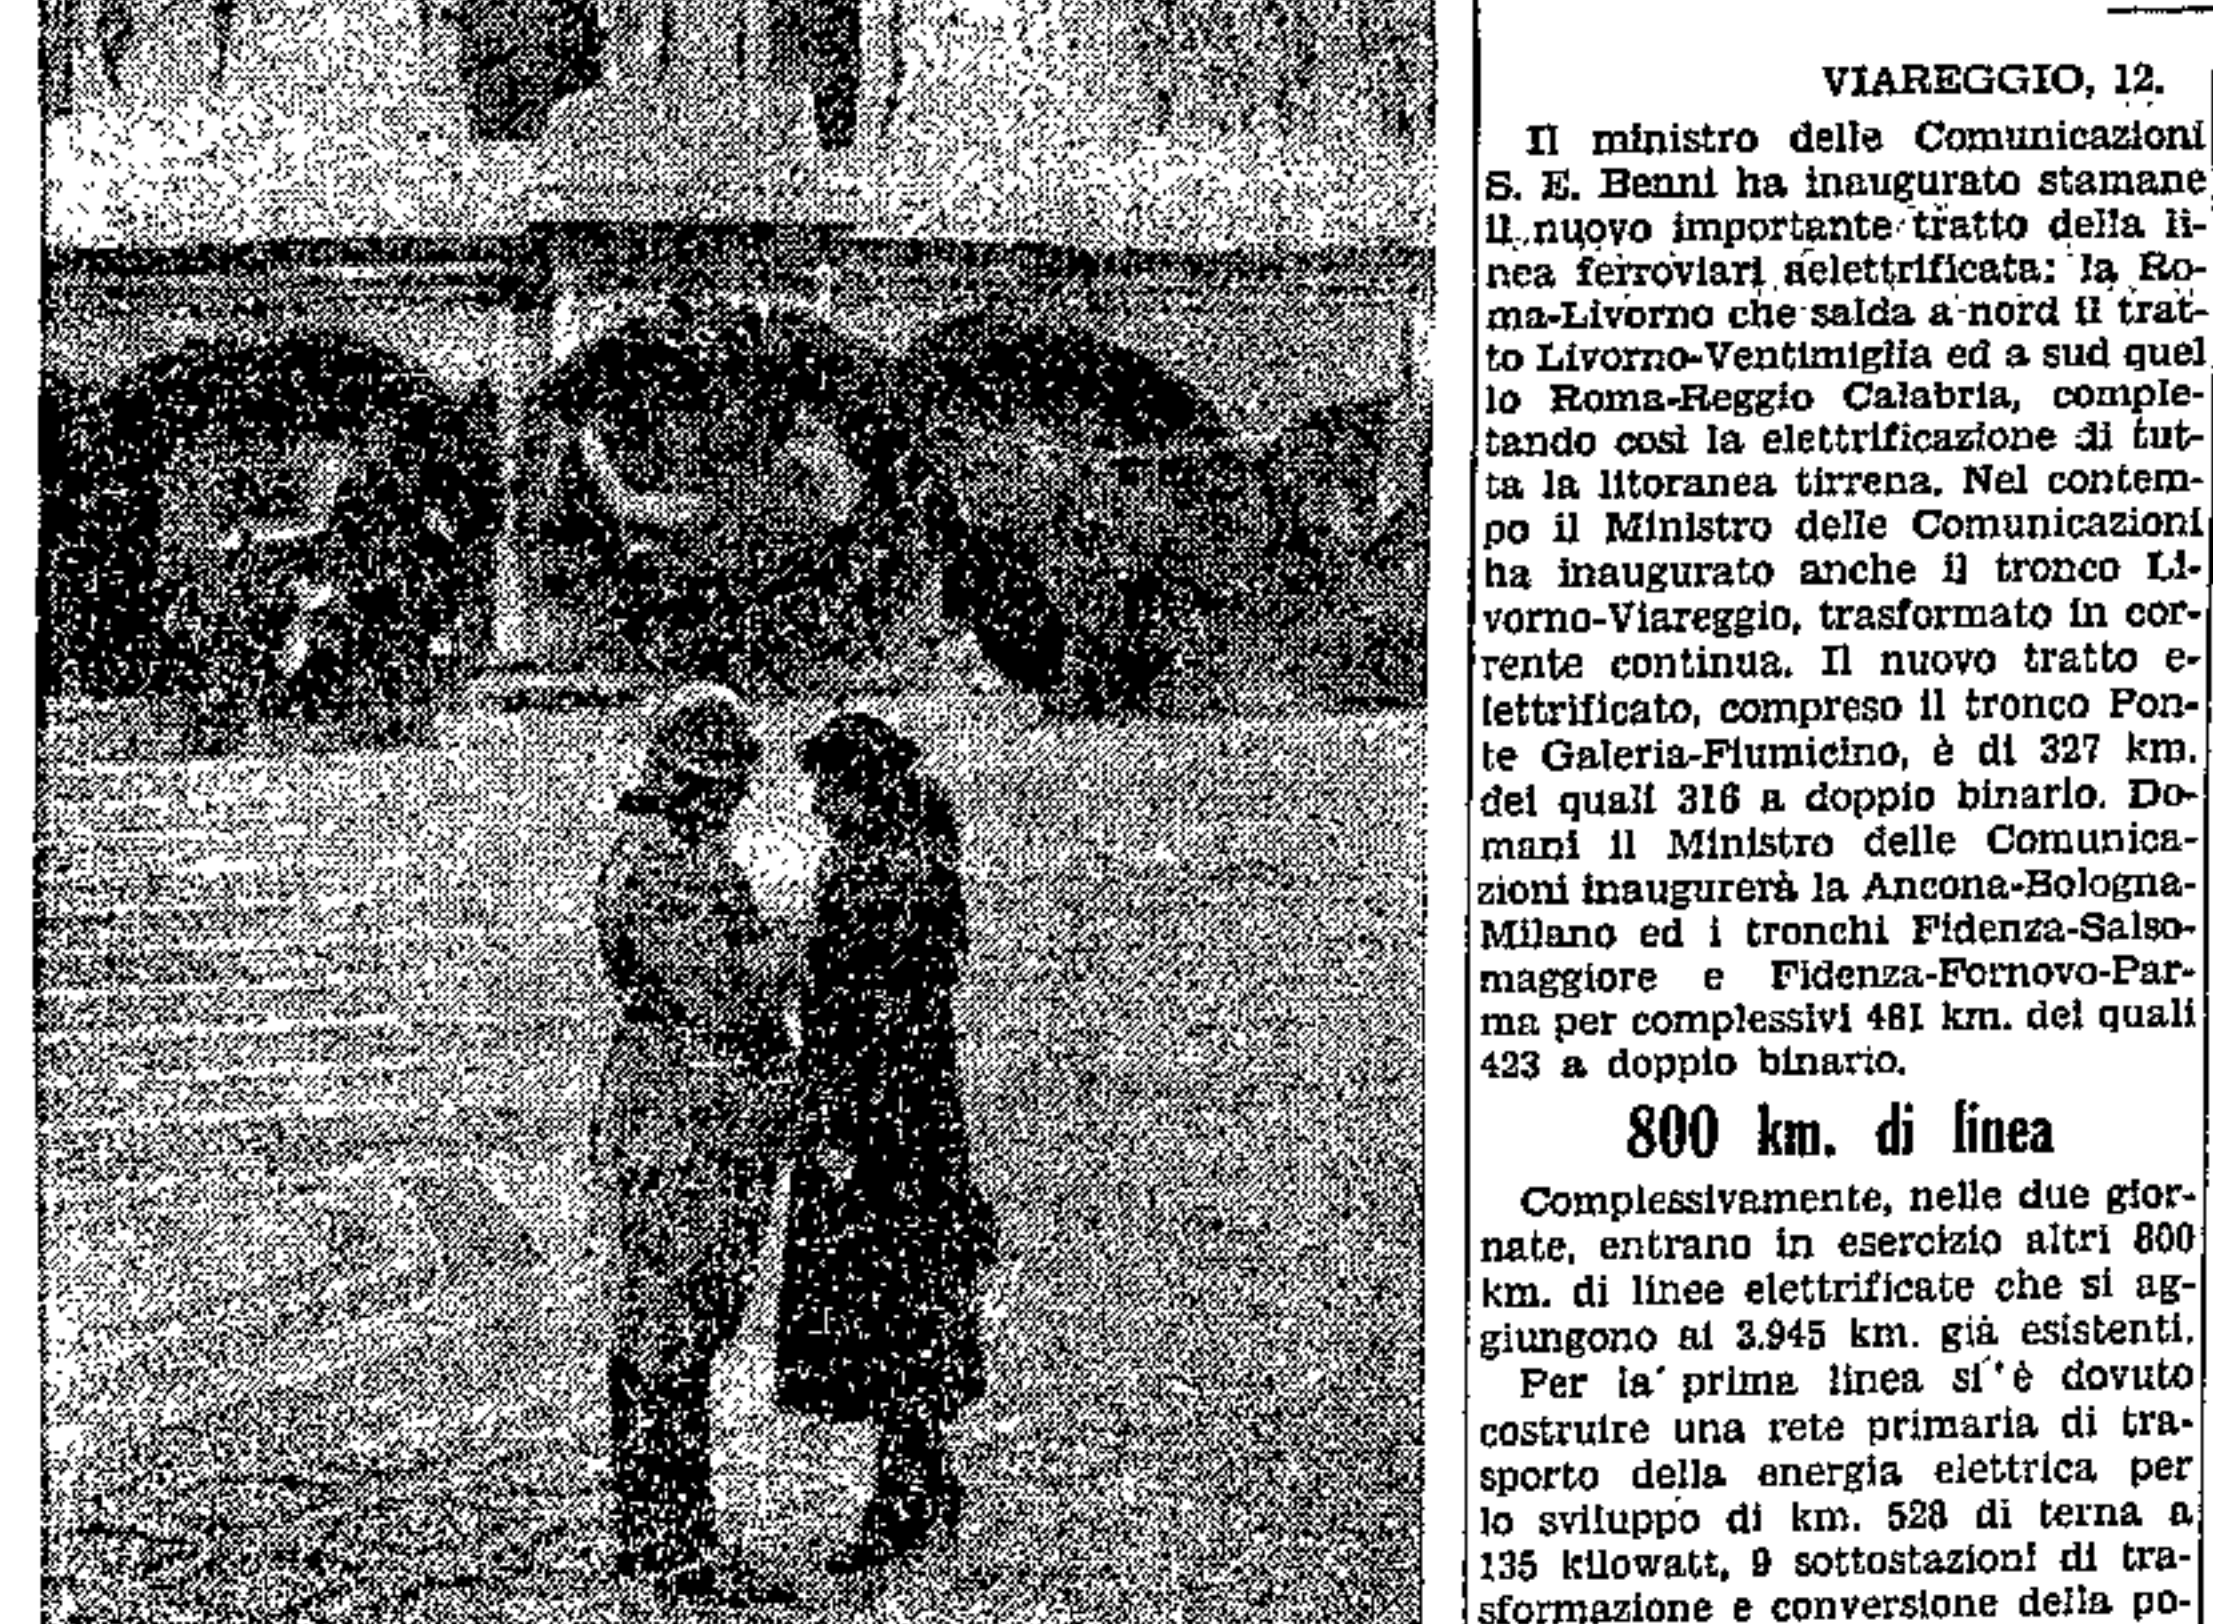 VIAREGGIO, 12.
Il ministro delle Comunicazioni
S. E. Benni ha inaugurato stamane
il nuovo importante tratto della li-
nea ferroviari aelettrificata: la Ro-
ma-Livorno che salda a nord il trat-
to Livorno-Ventimiglia ed a sud quel
lo Roma-Reggio Calabria, comple-
tando così la elettrificazione di tut-
ta la litoranea tirrena. Nel contem-
po il Ministro delle Comunicazioni
ha inaugurato anche il tronco Li-
vorno-Viareggio, trasformato in cor-
rente continua. Il nuovo tratto e-
lettrificato, compreso il tronco Pon-
te Galeria-Fiumicino, è di 327 km.
dei quali 316 a doppio binario. Do-
mani il Ministro delle Comunica-
zioni inaugurerà la Ancona-Bologna-
Milano ed i tronchi Fidenza-Salso-
maggiore e Fidenza-Fornovo-Par-
ma per complessivi 481 km. dei quali
423 a doppio binario.
800 km. di linea
Complessivamente, nelle due gior-
nate, entrano in esercizio altri 800
km. di linee elettrificate che si ag-
giungono ai 3.945 km. già esistenti.
Per la prima linea si è dovuto
costruire una rete primaria di tra-
sporto della energia elettrica per
lo sviluppo di km. 528 di terna a
135 kilowatt, 9 sottostazioni di tra-
sformazione e conversione della po-